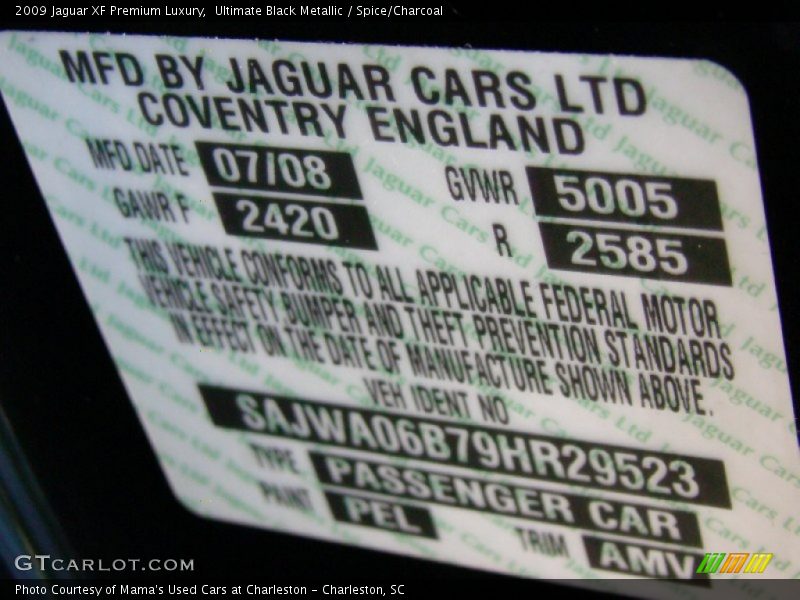 2009 Jaguar XF Premium Luxury,  Ultimate Black Metallic / Spice/Charcoal
MFD BY JAGUAR CARS LTD
COVENTRY ENGLAND
MFD DATE 07/08 GVWR 5005
GAWR F 2420 R 2585
THIS VEHICLE CONFORMS TO ALL APPLICABLE FEDERAL MOTOR
VEHICLE SAFETY BUMPER AND THEFT PREVENTION STANDARDS
IN EFFECT ON THE DATE OF MANUFACTURE SHOWN ABOVE.
VEH IDENT NO
SAJWA06B79HR29523
TYPE PASSENGER CAR
PAINT PEL TRIM AMV
GTCARLOT.COM
Photo Courtesy of Mama's Used Cars at Charleston - Charleston, SC